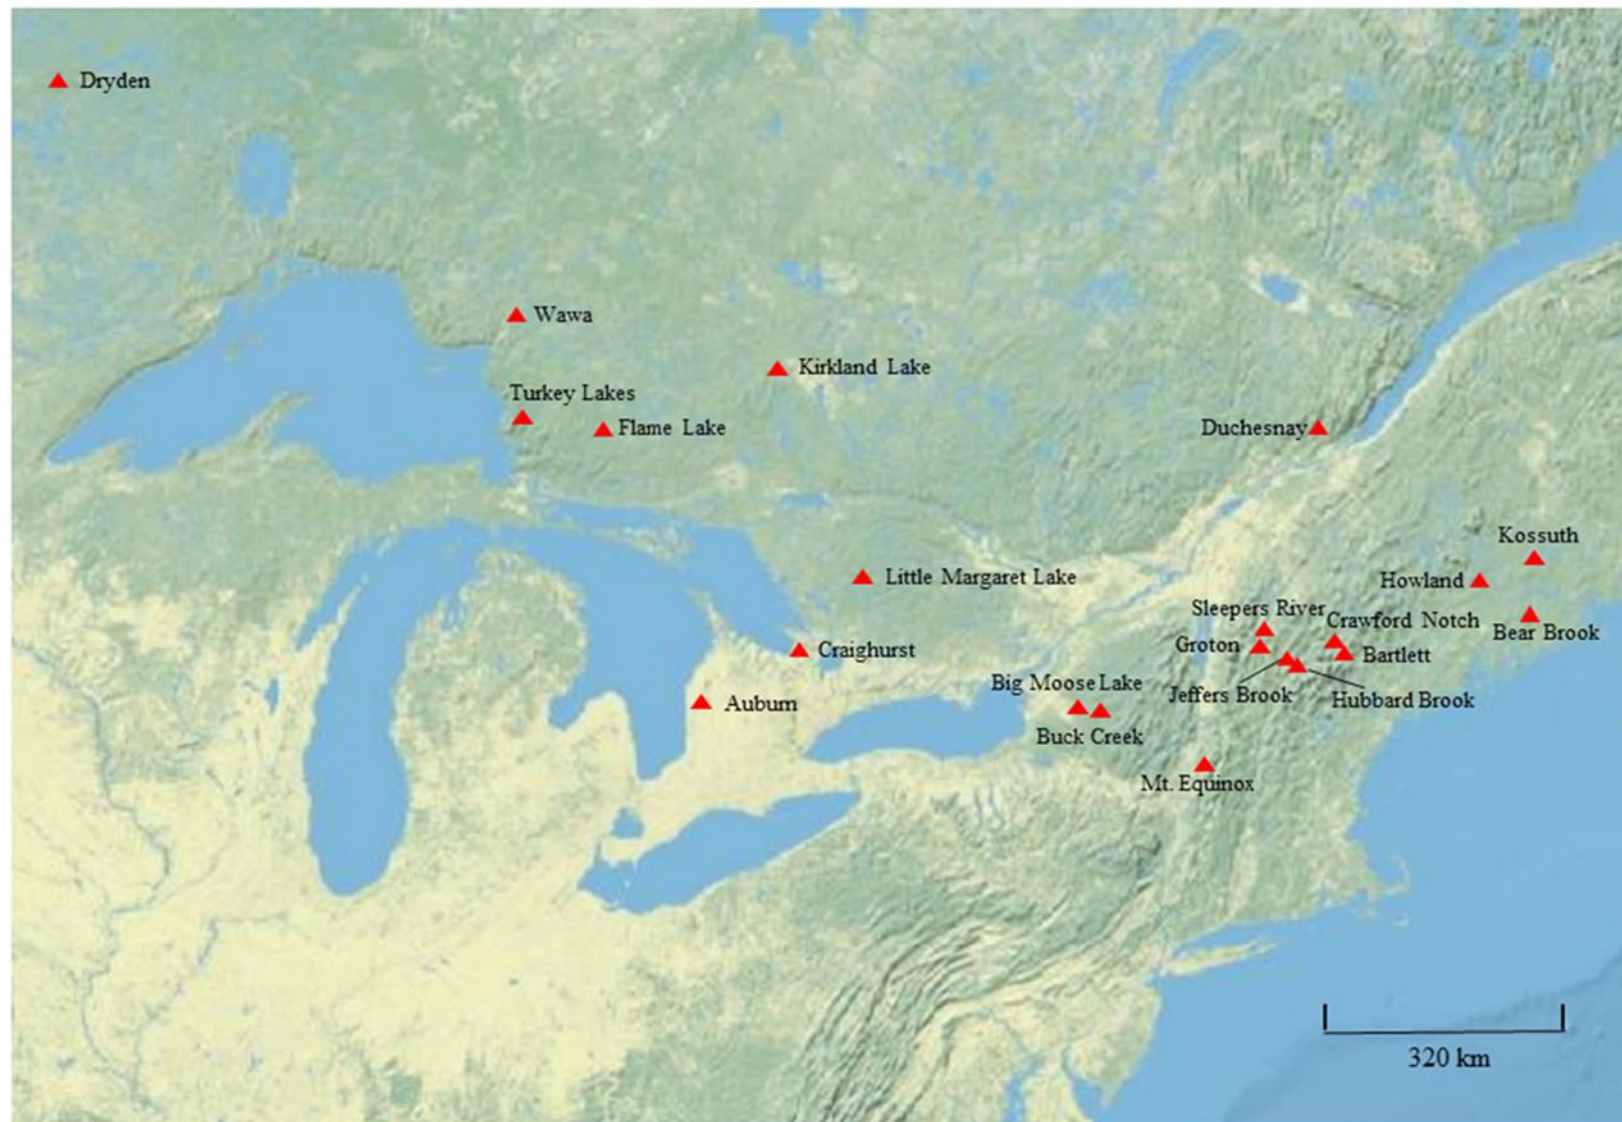 Dryden
Wawa
Kirkland Lake
Turkey Lakes
Flame Lake
Duchesnay
Kossuth
Little Margaret Lake
Howland
Sleepers River
Crawford Notch
Bear Brook
Groton
Craighurst
Bartlett
Big Moose Lake
Jeffers Brook
Hubbard Brook
Auburn
Buck Creek
Mt. Equinox
320 km